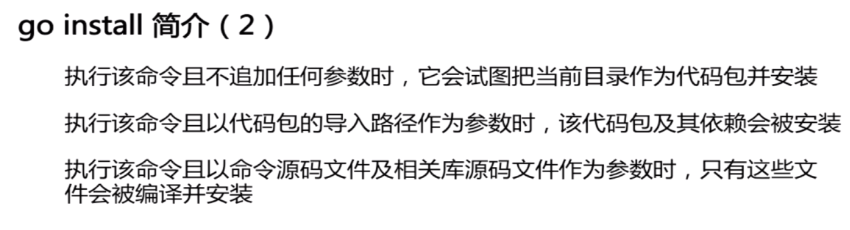 go install 简介（2）
执行该命令且不追加任何参数时，它会试图把当前目录作为代码包并安装
执行该命令且以代码包的导入路径作为参数时，该代码包及其依赖会被安装
执行该命令且以命令源码文件及相关库源码文件作为参数时，只有这些文
件会被编译并安装